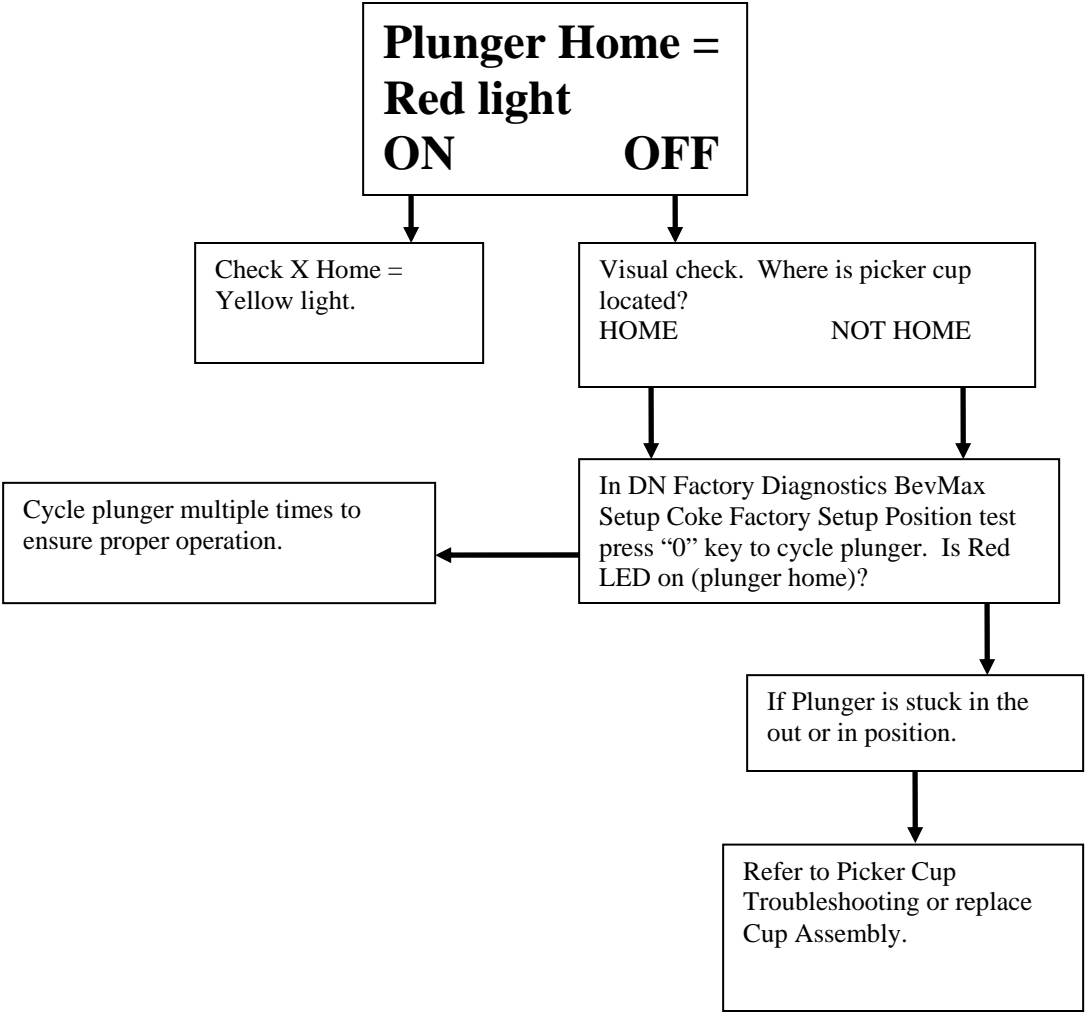 Plunger Home =
Red light
ON OFF
Check X Home =
Yellow light.
Visual check. Where is picker cup
located?
HOME NOT HOME
In DN Factory Diagnostics BevMax
Setup Coke Factory Setup Position test
press “0” key to cycle plunger. Is Red
LED on (plunger home)?
Cycle plunger multiple times to
ensure proper operation.
If Plunger is stuck in the
out or in position.
Refer to Picker Cup
Troubleshooting or replace
Cup Assembly.